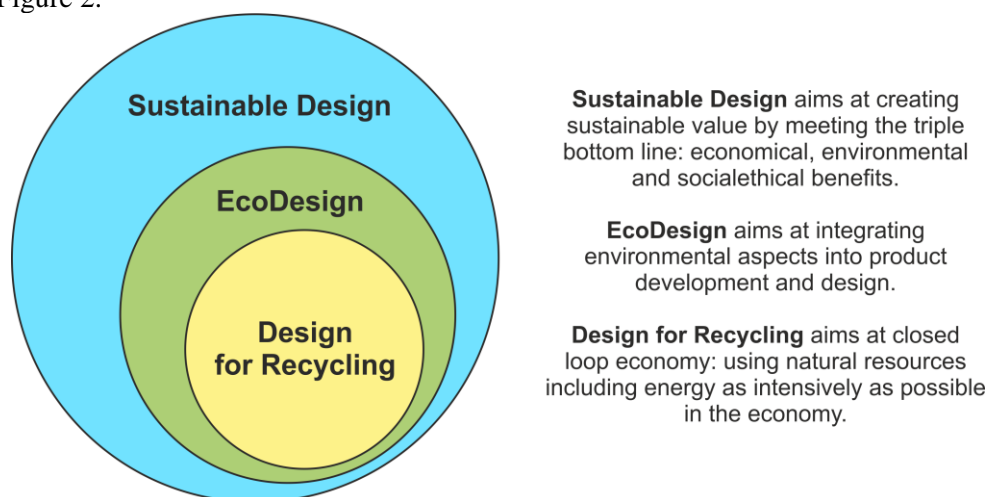 Figure 2.
Sustainable Design
EcoDesign
Design
for Recycling
Sustainable Design aims at creating
sustainable value by meeting the triple
bottom line: economical, environmental
and socialethical benefits.
EcoDesign aims at integrating
environmental aspects into product
development and design.
Design for Recycling aims at closed
loop economy: using natural resources
including energy as intensively as possible
in the economy.